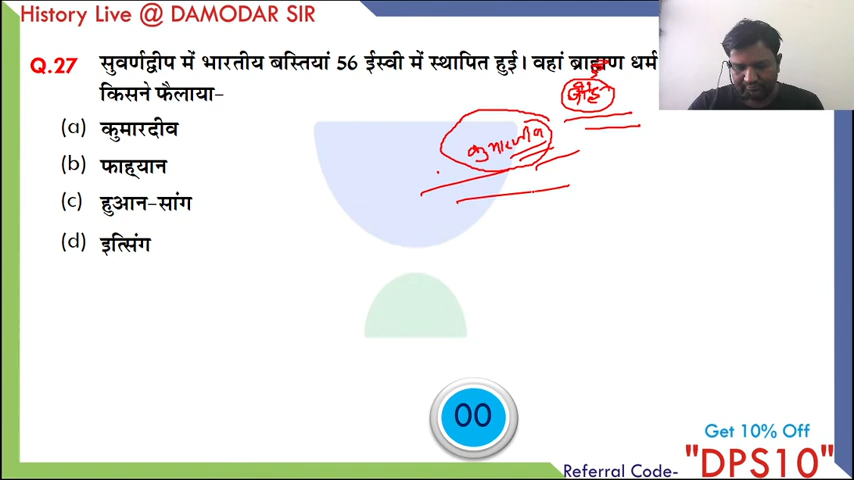 History Live @ DAMODAR SIR
Q.27 सुवर्णद्वीप में भारतीय बस्तियां 56 ईस्वी में स्थापित हुई। वहां ब्राह्मण धर्म
किसने फैलाया-
बौद्ध
(a) कुमारदीव
कुमारजीव
(b) फाह्यान
(c) हुआन-सांग
(d) इत्सिंग
00
Get 10% Off
Referral Code- "DPS10"